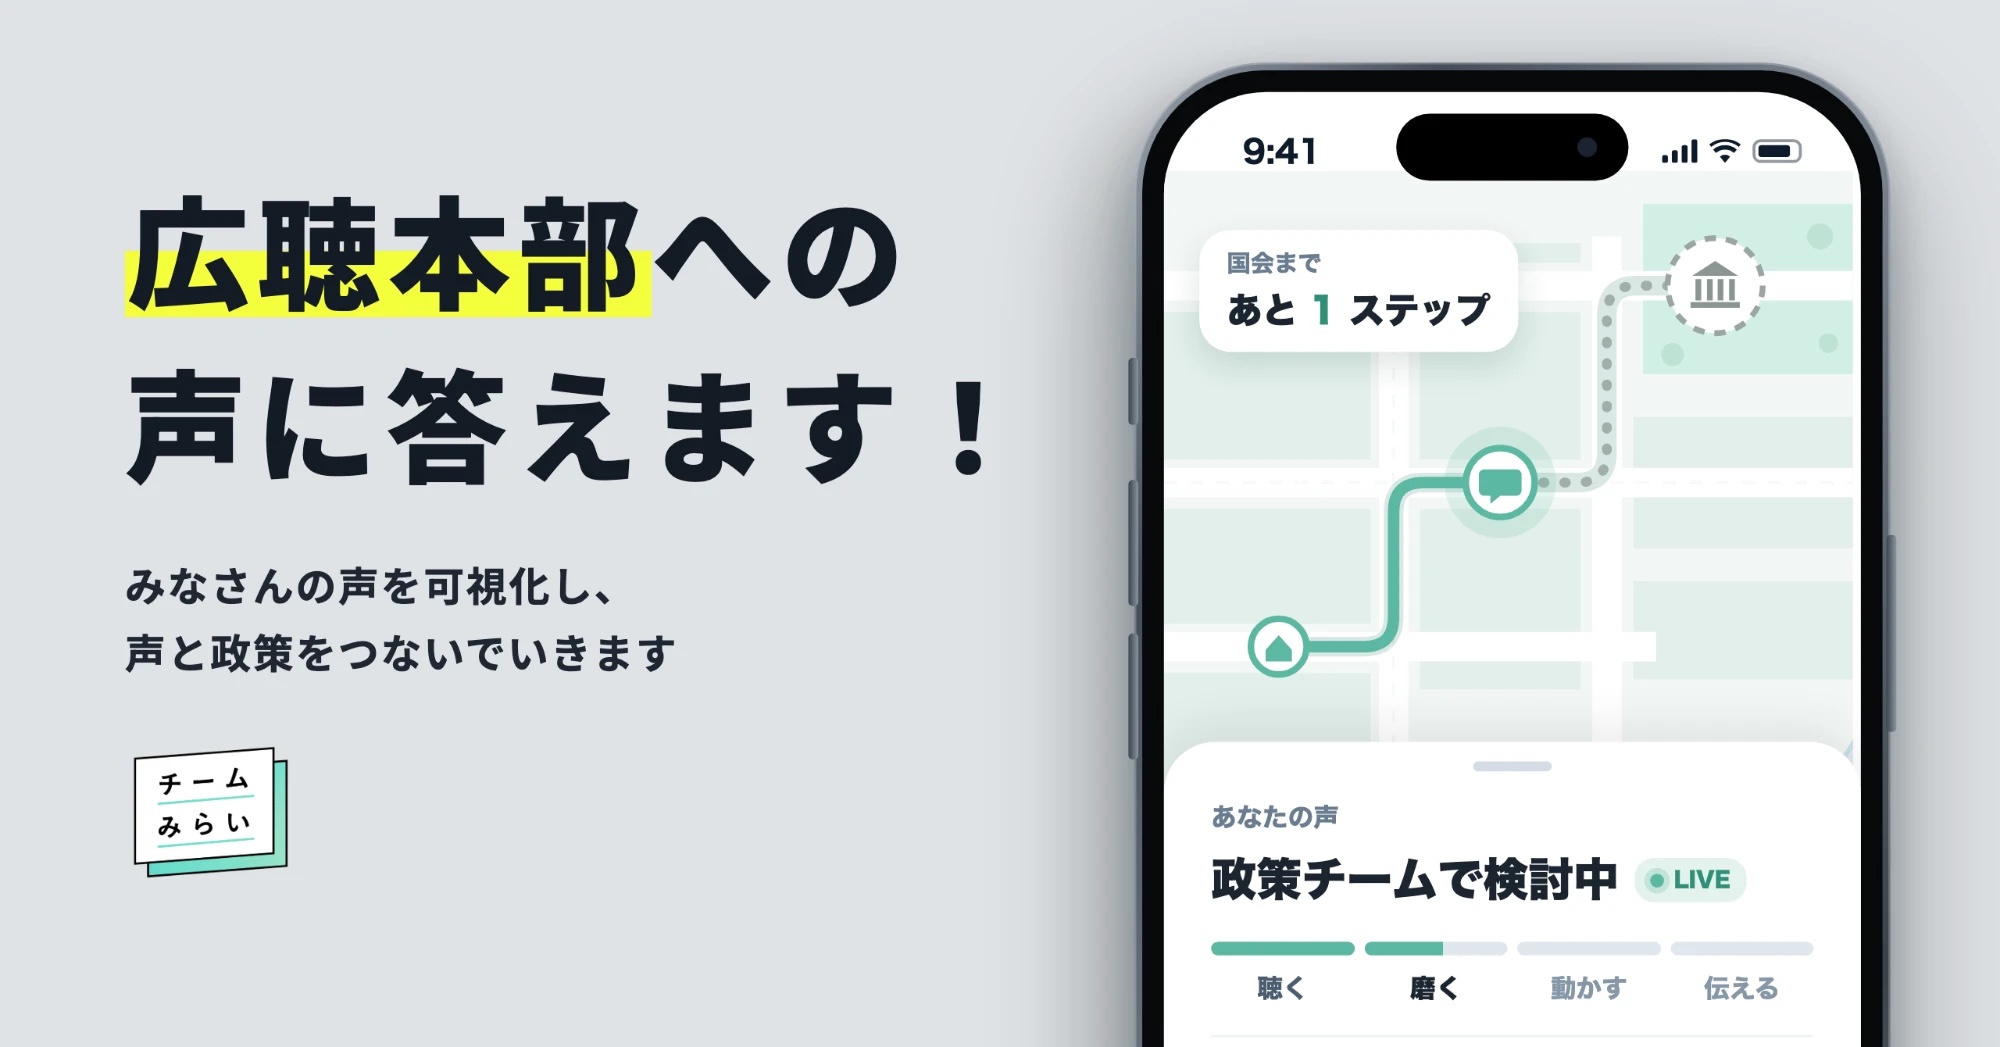 広聴本部への
声に答えます！
みなさんの声を可視化し、
声と政策をつないでいきます
チーム
みらい
9:41
国会まで
あと 1 ステップ
あなたの声
政策チームで検討中 LIVE
聴く 磨く 動かす 伝える